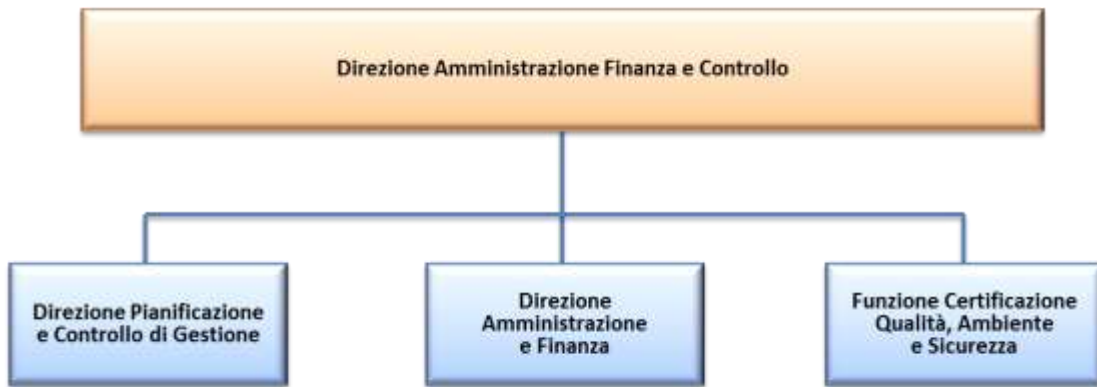 Direzione Amministrazione Finanza e Controllo
Direzione Pianificazione
e Controllo di Gestione
Direzione
Amministrazione
e Finanza
Funzione Certificazione
Qualità, Ambiente
e Sicurezza